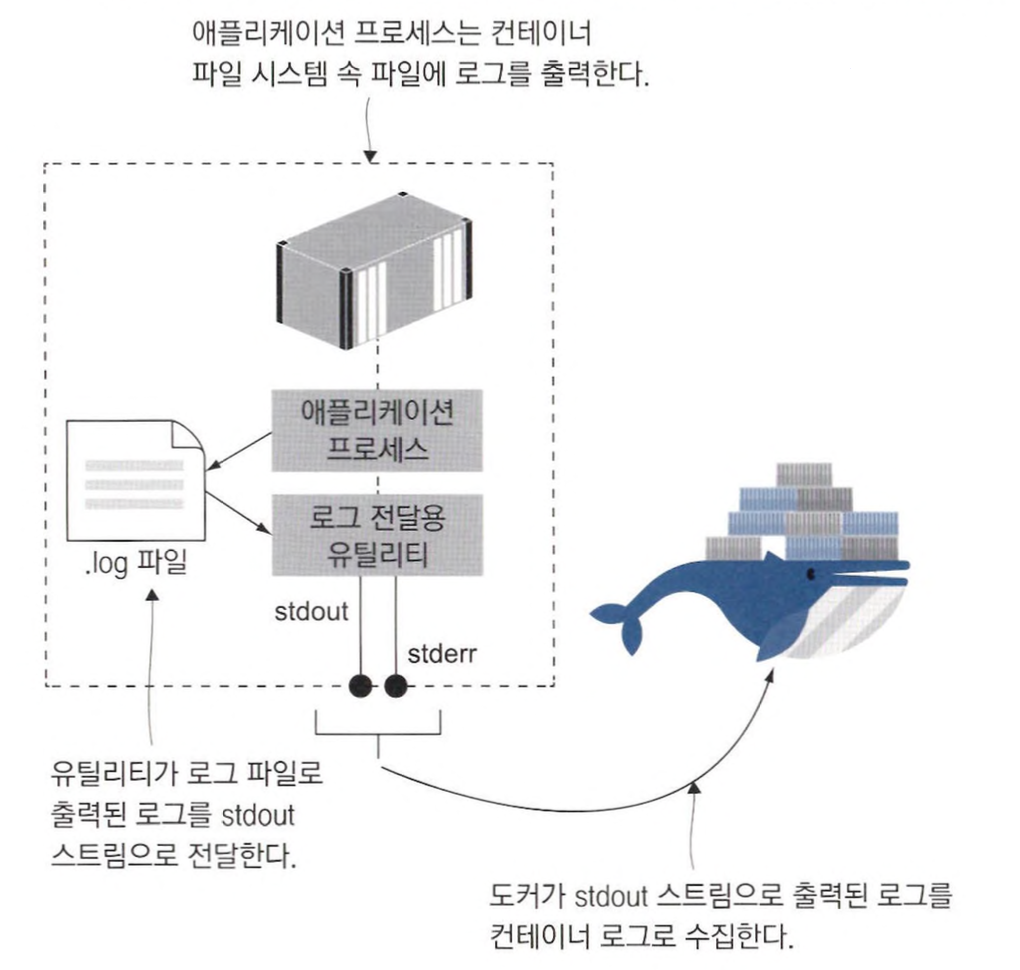 애플리케이션 프로세스는 컨테이너
파일 시스템 속 파일에 로그를 출력한다.
애플리케이션
프로세스
로그 전달용
유틸리티
.log 파일
stdout
stderr
유틸리티가 로그 파일로
출력된 로그를 stdout
스트림으로 전달한다.
도커가 stdout 스트림으로 출력된 로그를
컨테이너 로그로 수집한다.